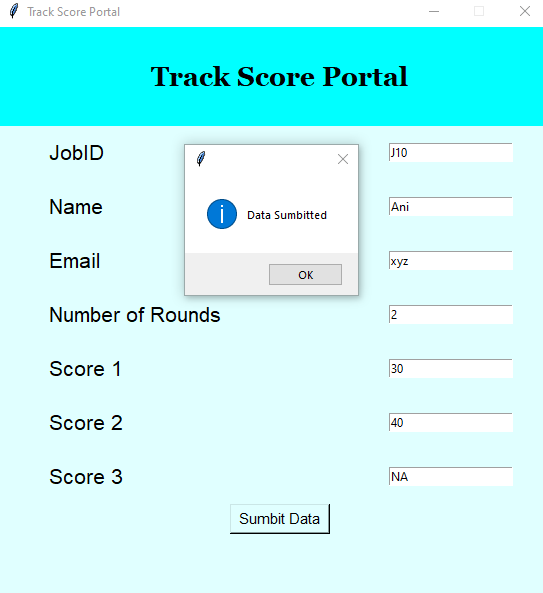 Track Score Portal
Track Score Portal
JobID
J10
Data Sumbitted
Name
Ani
Email
xyz
OK
Number of Rounds
2
Score 1
30
Score 2
40
Score 3
NA
Sumbit Data